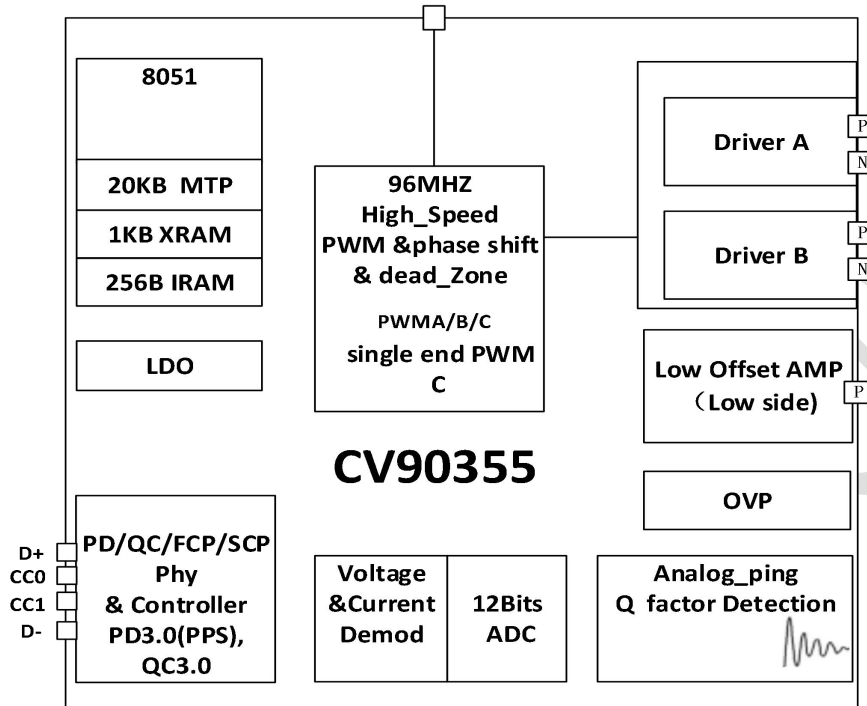 8051
20KB MTP
1KB XRAM
256B IRAM
LDO
96MHZ
High_Speed
PWM &phase shift
& dead_Zone
PWMA/B/C
single end PWM
C
Driver A
P
N
Driver B
P
N
Low Offset AMP
（Low side)
P
OVP
CV90355
D+
CC0
CC1
D-
PD/QC/FCP/SCP
Phy
& Controller
PD3.0(PPS),
QC3.0
Voltage
&Current
Demod
12Bits
ADC
Analog_ping
Q factor Detection